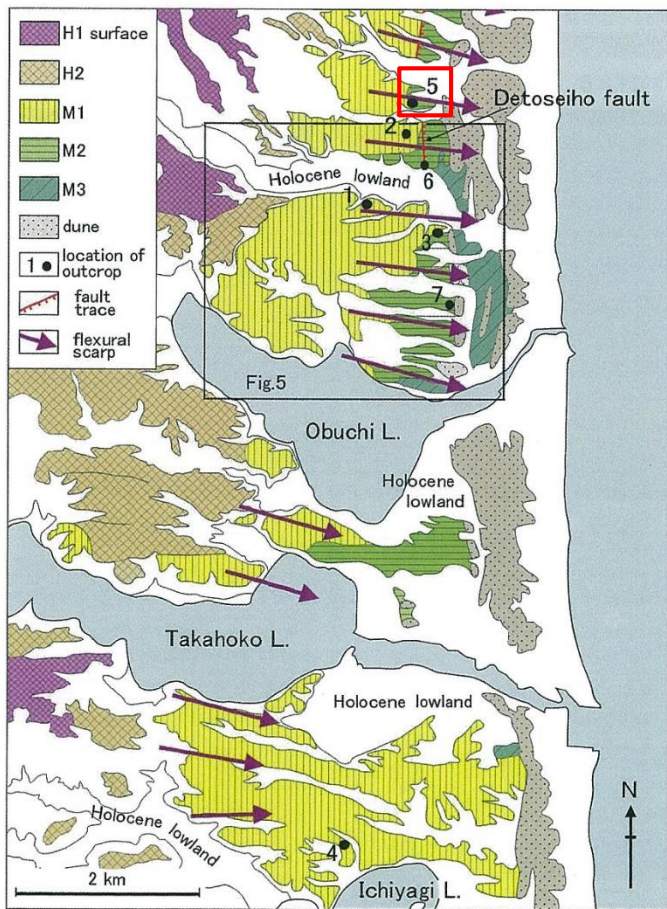 H1 surface
H2
M1
M2
M3
dune
1 location of
outcrop
fault
trace
flexural
scarp
5
Detoseiho fault
2
Holocene lowland
6
1
3
7
Fig.5
Obuchi L.
Holocene
lowland
Takahoko L.
Holocene lowland
Holocene
lowland
4
N
2 km
Ichiyagi L.